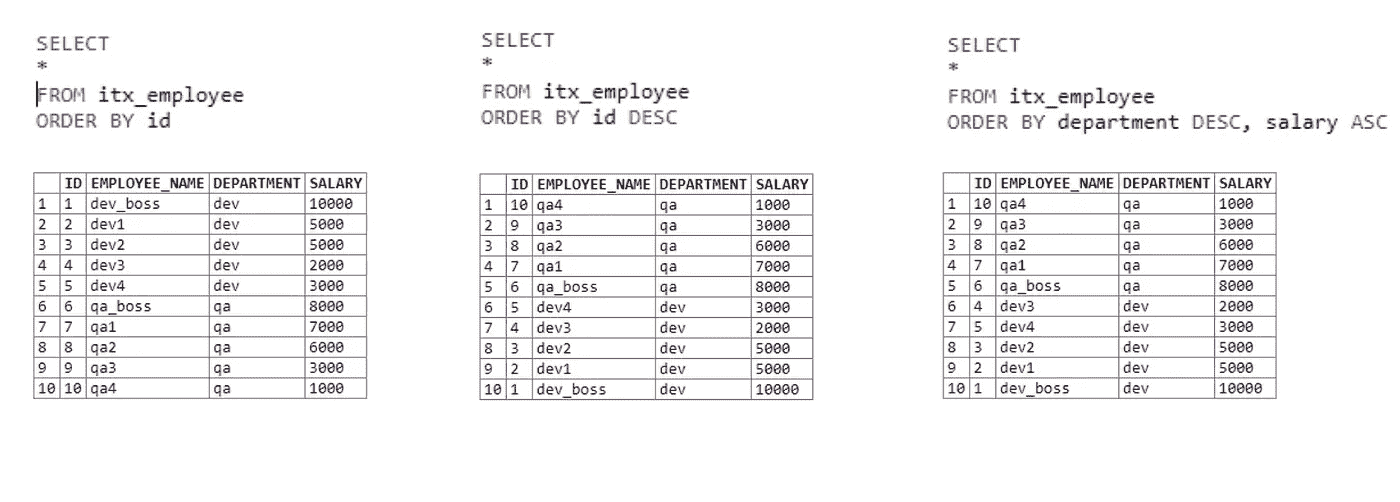 SELECT
*
FROM itx_employee
ORDER BY id
ID EMPLOYEE_NAME DEPARTMENT SALARY
1 1 dev_boss dev 10000
2 2 dev1 dev 5000
3 3 dev2 dev 5000
4 4 dev3 dev 2000
5 5 dev4 dev 3000
6 6 qa_boss qa 8000
7 7 qa1 qa 7000
8 8 qa2 qa 6000
9 9 qa3 qa 3000
10 10 qa4 qa 1000
SELECT
*
FROM itx_employee
ORDER BY id DESC
ID EMPLOYEE_NAME DEPARTMENT SALARY
1 10 qa4 qa 1000
2 9 qa3 qa 3000
3 8 qa2 qa 6000
4 7 qa1 qa 7000
5 6 qa_boss qa 8000
6 5 dev4 dev 3000
7 4 dev3 dev 2000
8 3 dev2 dev 5000
9 2 dev1 dev 5000
10 1 dev_boss dev 10000
SELECT
*
FROM itx_employee
ORDER BY department DESC, salary ASC
ID EMPLOYEE_NAME DEPARTMENT SALARY
1 10 qa4 qa 1000
2 9 qa3 qa 3000
3 8 qa2 qa 6000
4 7 qa1 qa 7000
5 6 qa_boss qa 8000
6 4 dev3 dev 2000
7 5 dev4 dev 3000
8 3 dev2 dev 5000
9 2 dev1 dev 5000
10 1 dev_boss dev 10000